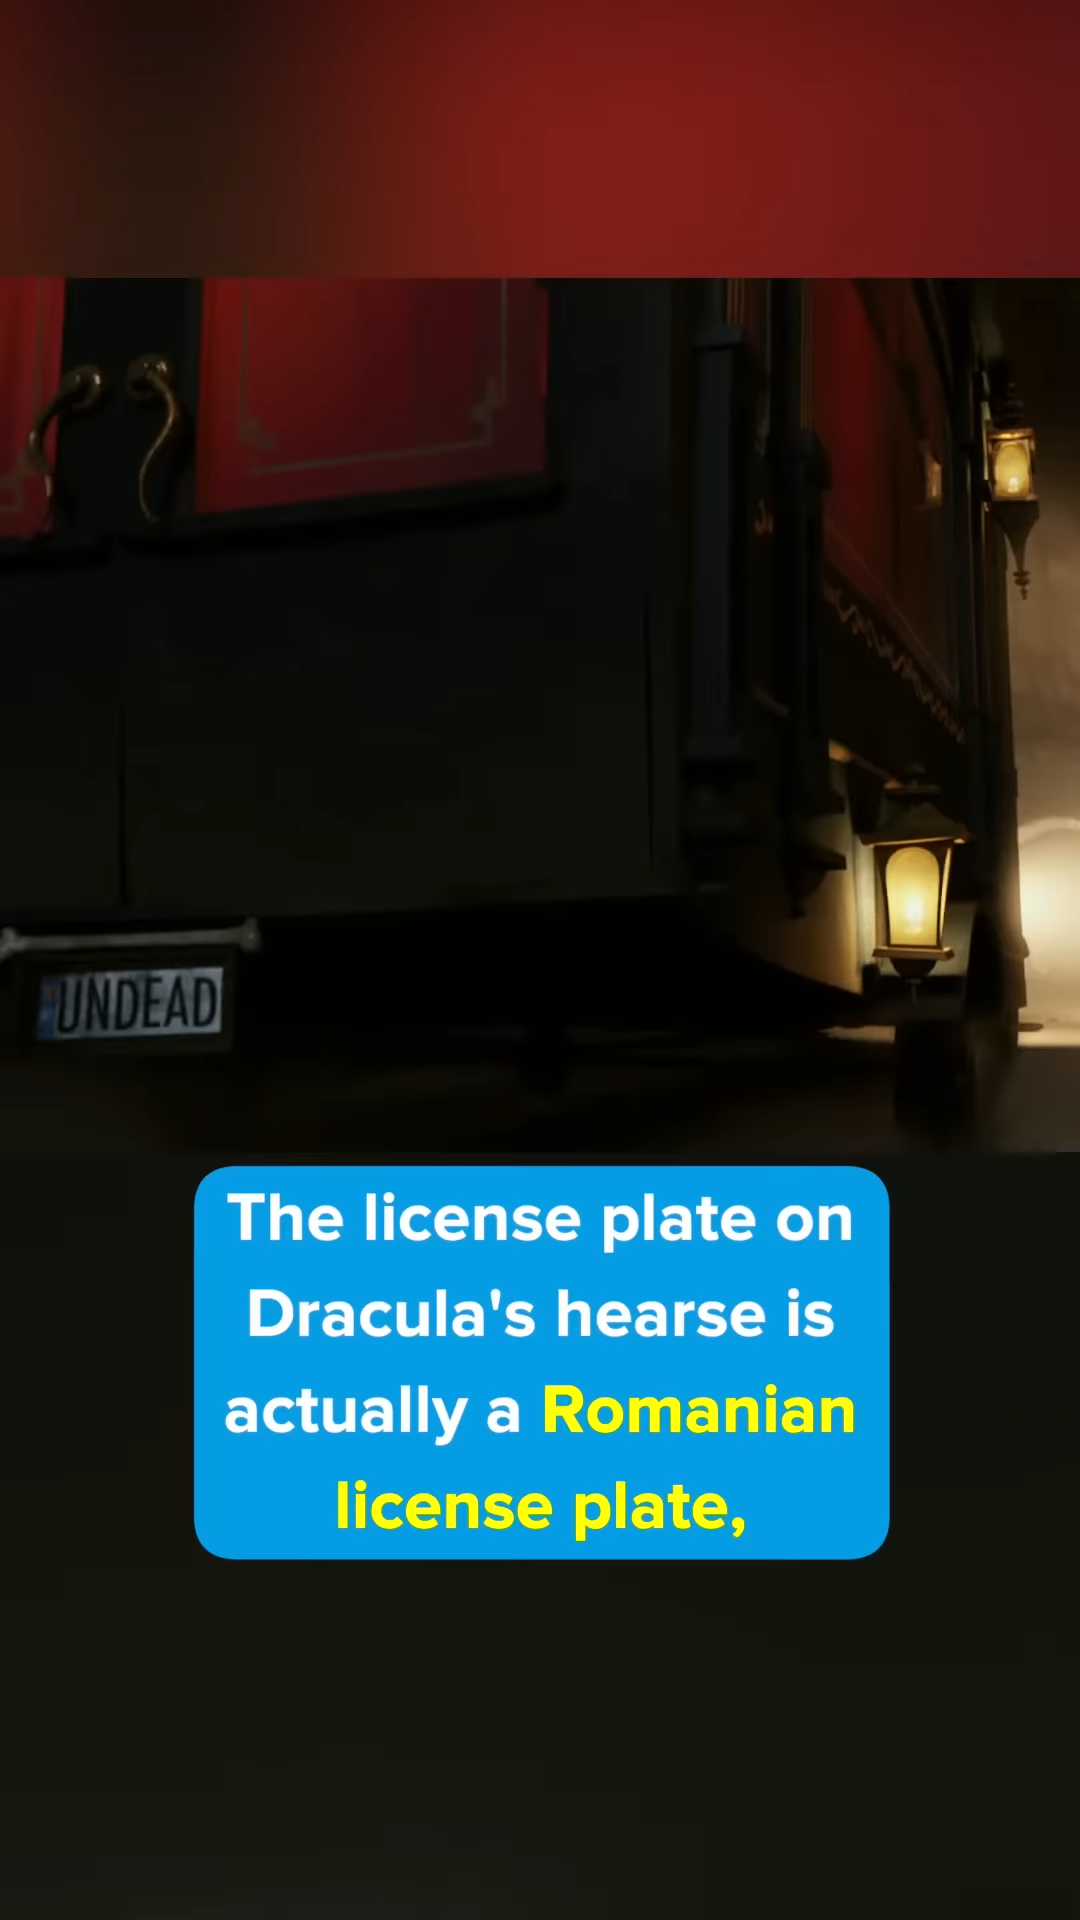 UNDEAD
The license plate on
Dracula's hearse is
actually a Romanian
license plate,